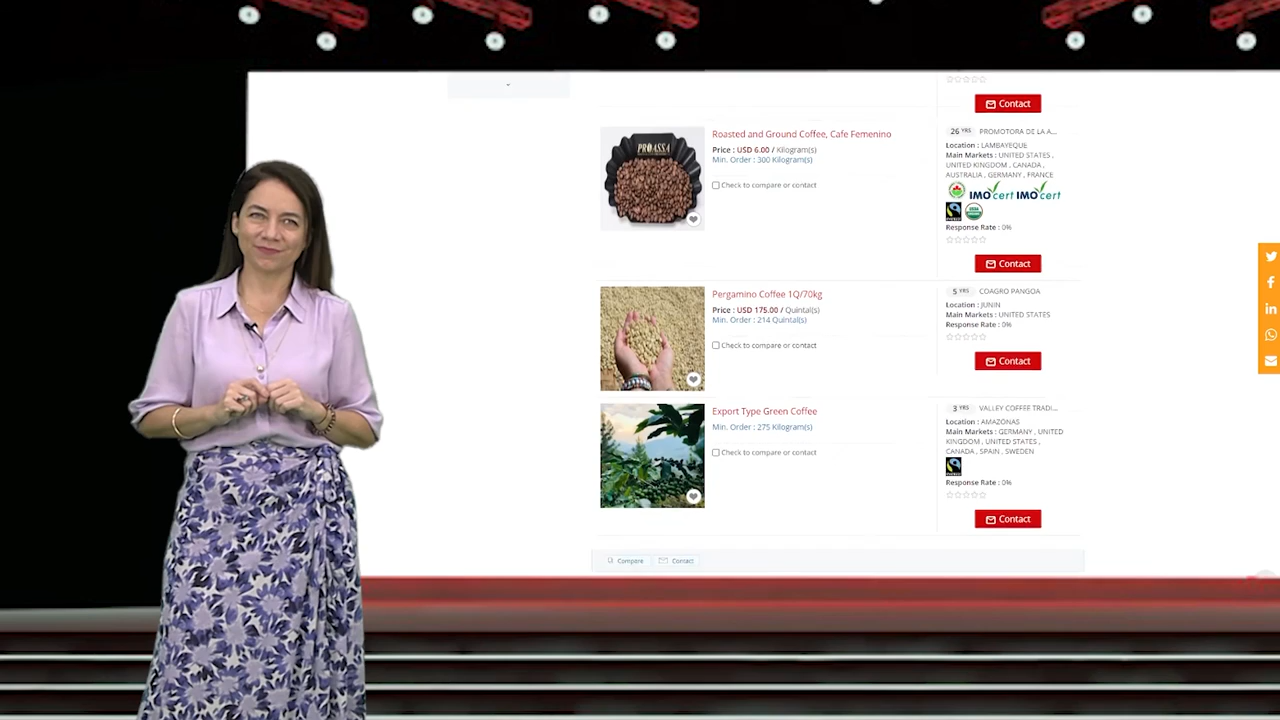 Contact
PROASSA
Roasted and Ground Coffee, Cafe Femenino
Price : USD 6.00 / Kilogram(s)
Min. Order : 300 Kilogram(s)
Check to compare or contact
26 YRS PROMOTORA DE LA A...
Location : LAMBAYEQUE
Main Markets : UNITED STATES ,
UNITED KINGDOM , CANADA ,
AUSTRALIA , GERMANY , FRANCE
IMOcert IMOcert
Response Rate : 0%
Contact
Pergamino Coffee 1Q/70kg
Price : USD 175.00 / Quintal(s)
Min. Order : 214 Quintal(s)
Check to compare or contact
5 YRS COAGRO PANGOA
Location : JUNIN
Main Markets : UNITED STATES
Response Rate : 0%
Contact
Export Type Green Coffee
Min. Order : 275 Kilogram(s)
Check to compare or contact
3 YRS VALLEY COFFEE TRADI...
Location : AMAZONAS
Main Markets : GERMANY , UNITED
KINGDOM , UNITED STATES ,
CANADA , SPAIN , SWEDEN
Response Rate : 0%
Contact
Compare Contact